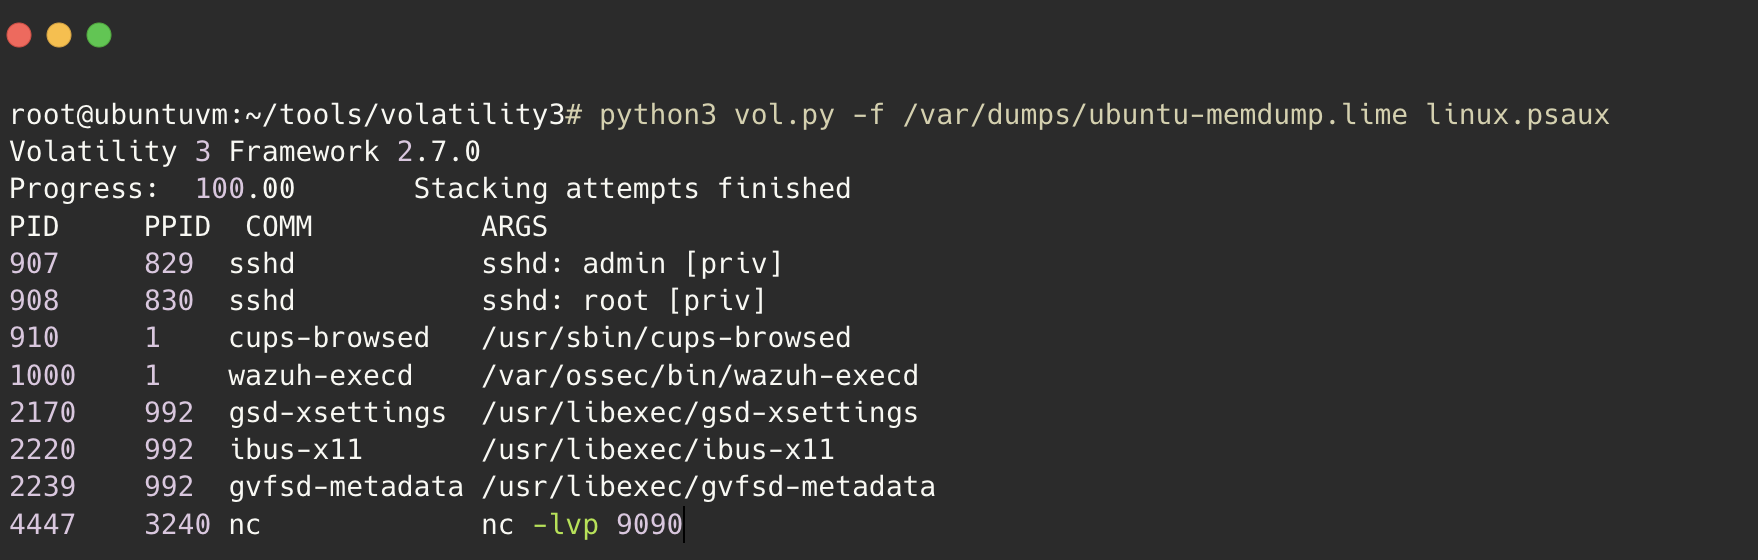 root@ubuntuvm:~/tools/volatility3# python3 vol.py -f /var/dumps/ubuntu-memdump.lime linux.psaux
Volatility 3 Framework 2.7.0
Progress:  100.00       Stacking attempts finished
PID     PPID  COMM          ARGS
907     829  sshd           sshd: admin [priv]
908     830  sshd           sshd: root [priv]
910     1    cups-browsed   /usr/sbin/cups-browsed
1000    1    wazuh-execd    /var/ossec/bin/wazuh-execd
2170    992  gsd-xsettings  /usr/libexec/gsd-xsettings
2220    992  ibus-x11       /usr/libexec/ibus-x11
2239    992  gvfsd-metadata /usr/libexec/gvfsd-metadata
4447    3240 nc             nc -lvp 9090